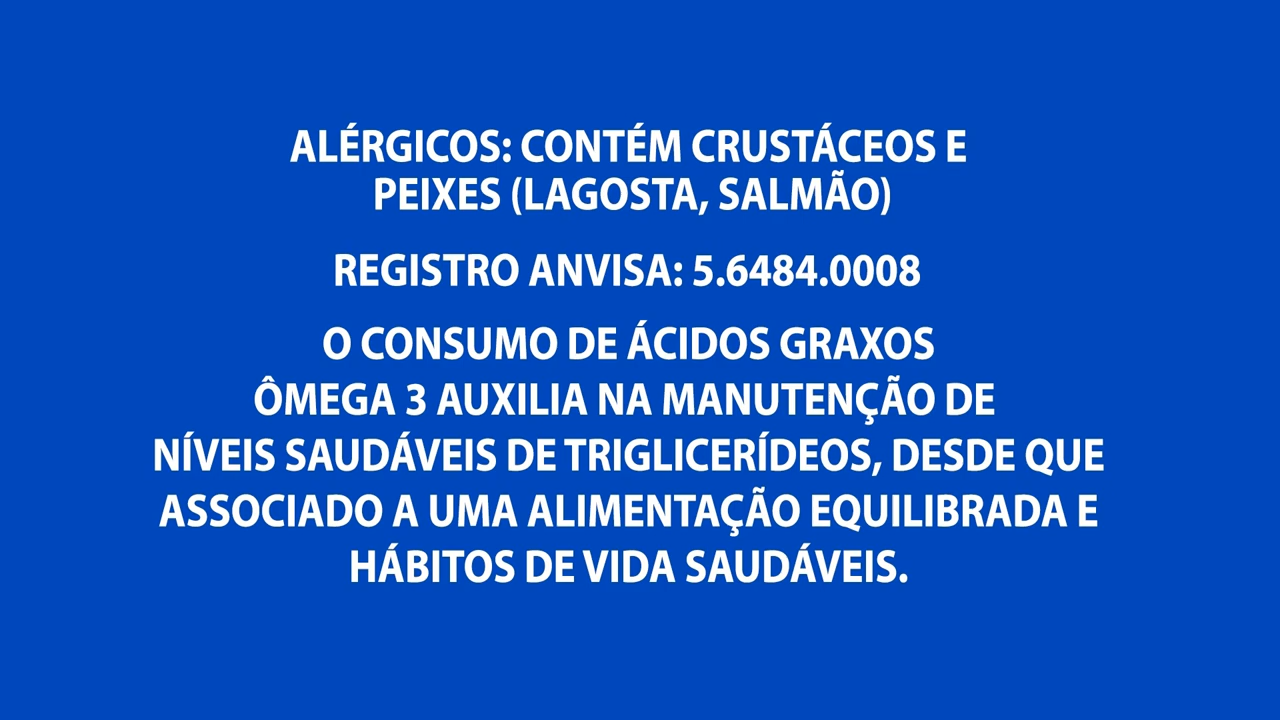 ALÉRGICOS: CONTÉM CRUSTÁCEOS E
PEIXES (LAGOSTA, SALMÃO)
REGISTRO ANVISA: 5.6484.0008
O CONSUMO DE ÁCIDOS GRAXOS
ÔMEGA 3 AUXILIA NA MANUTENÇÃO DE
NÍVEIS SAUDÁVEIS DE TRIGLICERÍDEOS, DESDE QUE
ASSOCIADO A UMA ALIMENTAÇÃO EQUILIBRADA E
HÁBITOS DE VIDA SAUDÁVEIS.